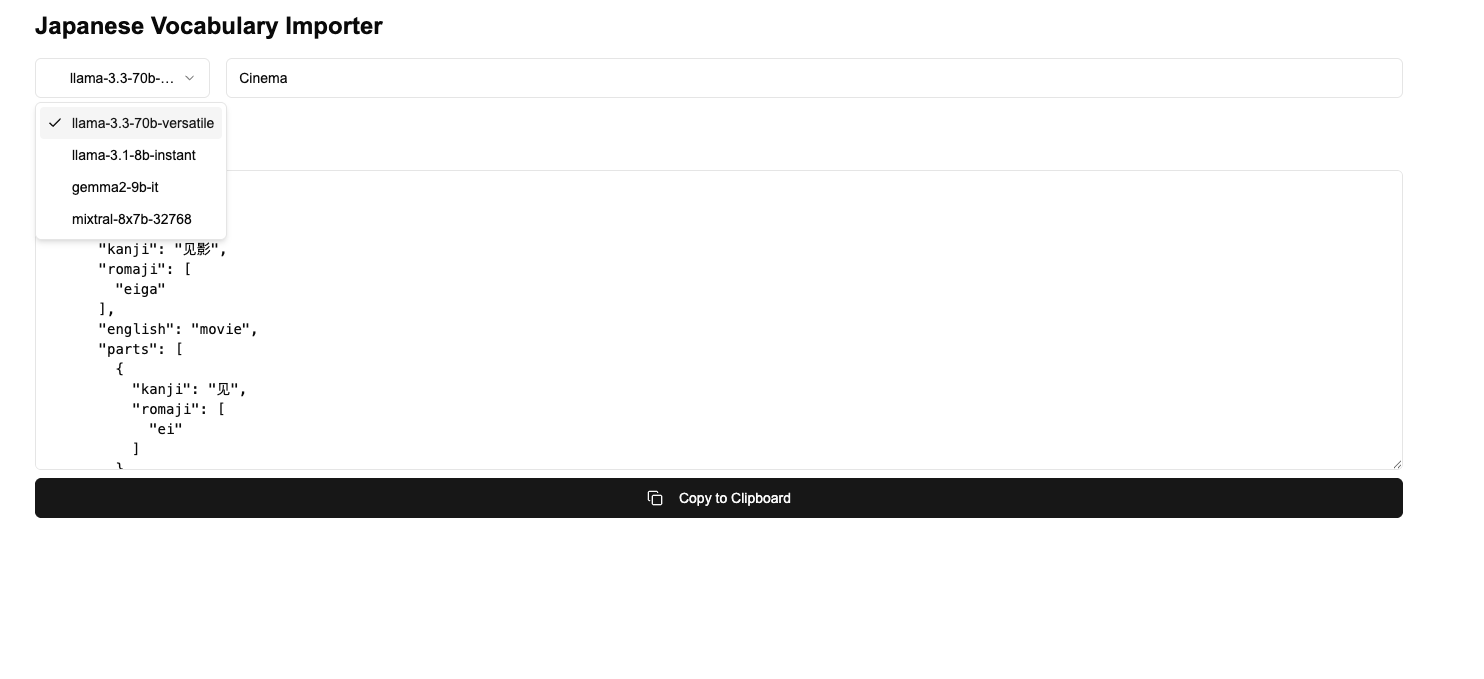 Japanese Vocabulary Importer
llama-3.3-70b-...
Cinema
llama-3.3-70b-versatile
llama-3.1-8b-instant
gemma2-9b-it
mixtral-8x7b-32768
"kanji": "见影",
"romaji": [
"eiga"
],
"english": "movie",
"parts": [
{
"kanji": "见",
"romaji": [
"ei"
]
}
Copy to Clipboard